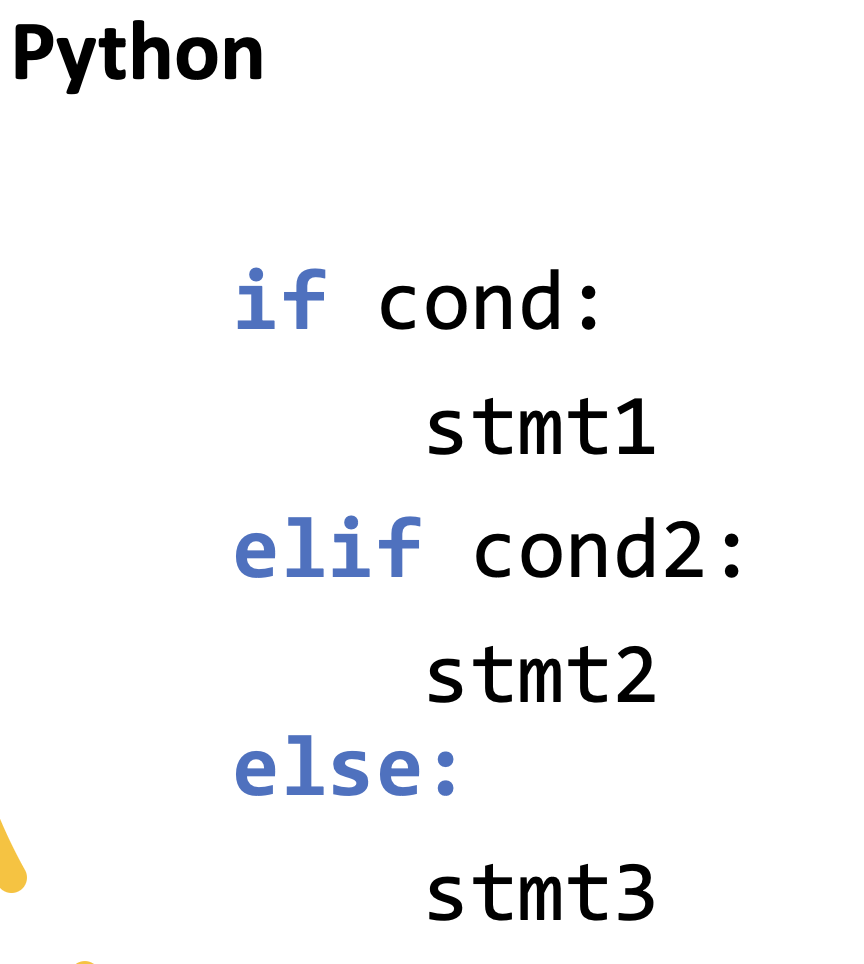 Python
if cond:
stmt1
elif cond2:
stmt2
else:
stmt3